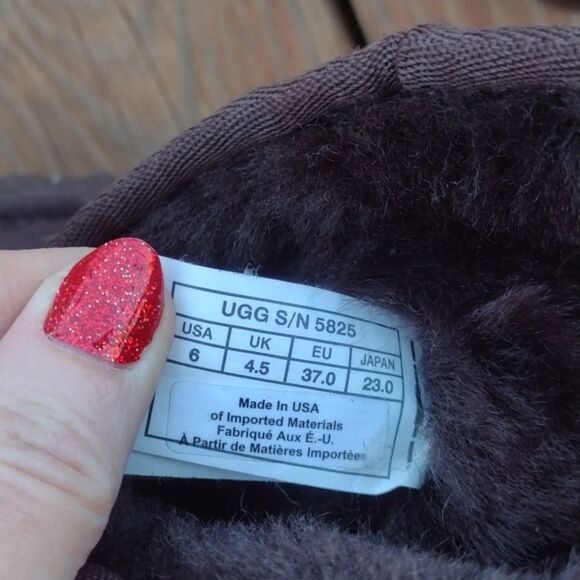 UGG S/N 5825
USA UK EU JAPAN
6 4.5 37.0 23.0
Made In USA
of Imported Materials
Fabriqué Aux É.-U.
À Partir de Matières Importées